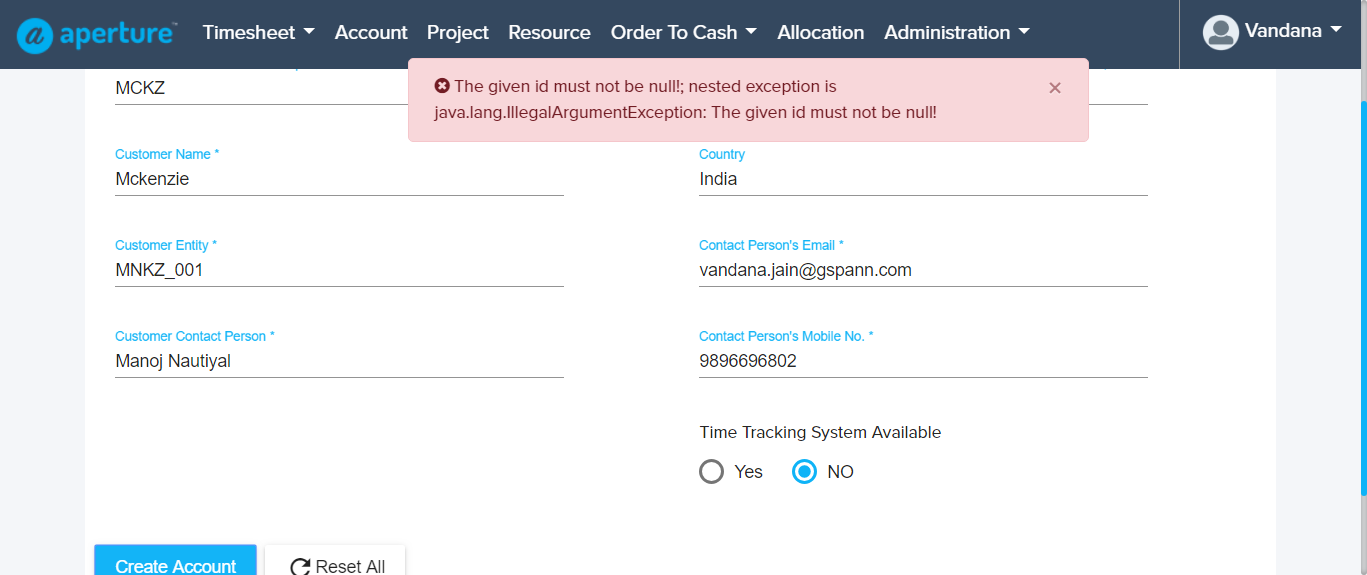 aperture™ Timesheet Account Project Resource Order To Cash Allocation Administration Vandana
The given id must not be null!; nested exception is
java.lang.IllegalArgumentException: The given id must not be null!
×
MCKZ
Customer Name *
Mckenzie
Country
India
Customer Entity *
MNKZ_001
Contact Person's Email *
vandana.jain@gspann.com
Customer Contact Person *
Manoj Nautiyal
Contact Person's Mobile No. *
9896696802
Time Tracking System Available
Yes NO
Create Account Reset All